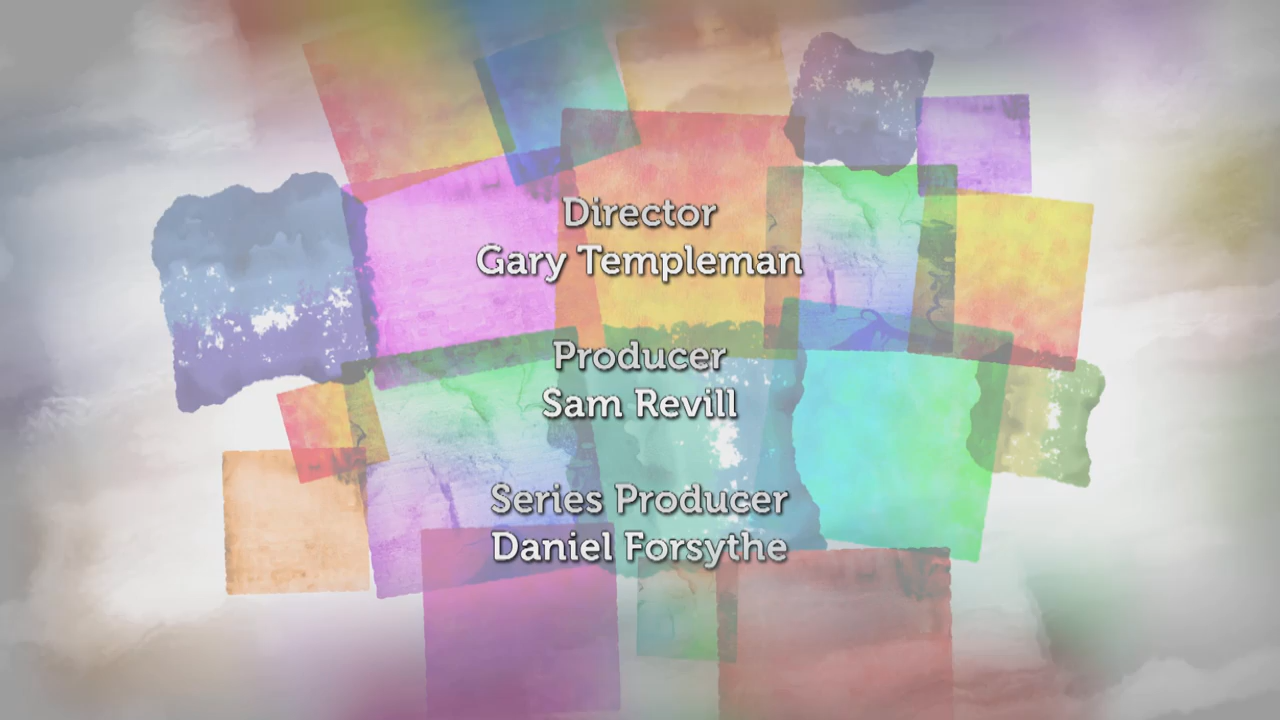 Director
Gary Templeman
Producer
Sam Revill
Series Producer
Daniel Forsythe